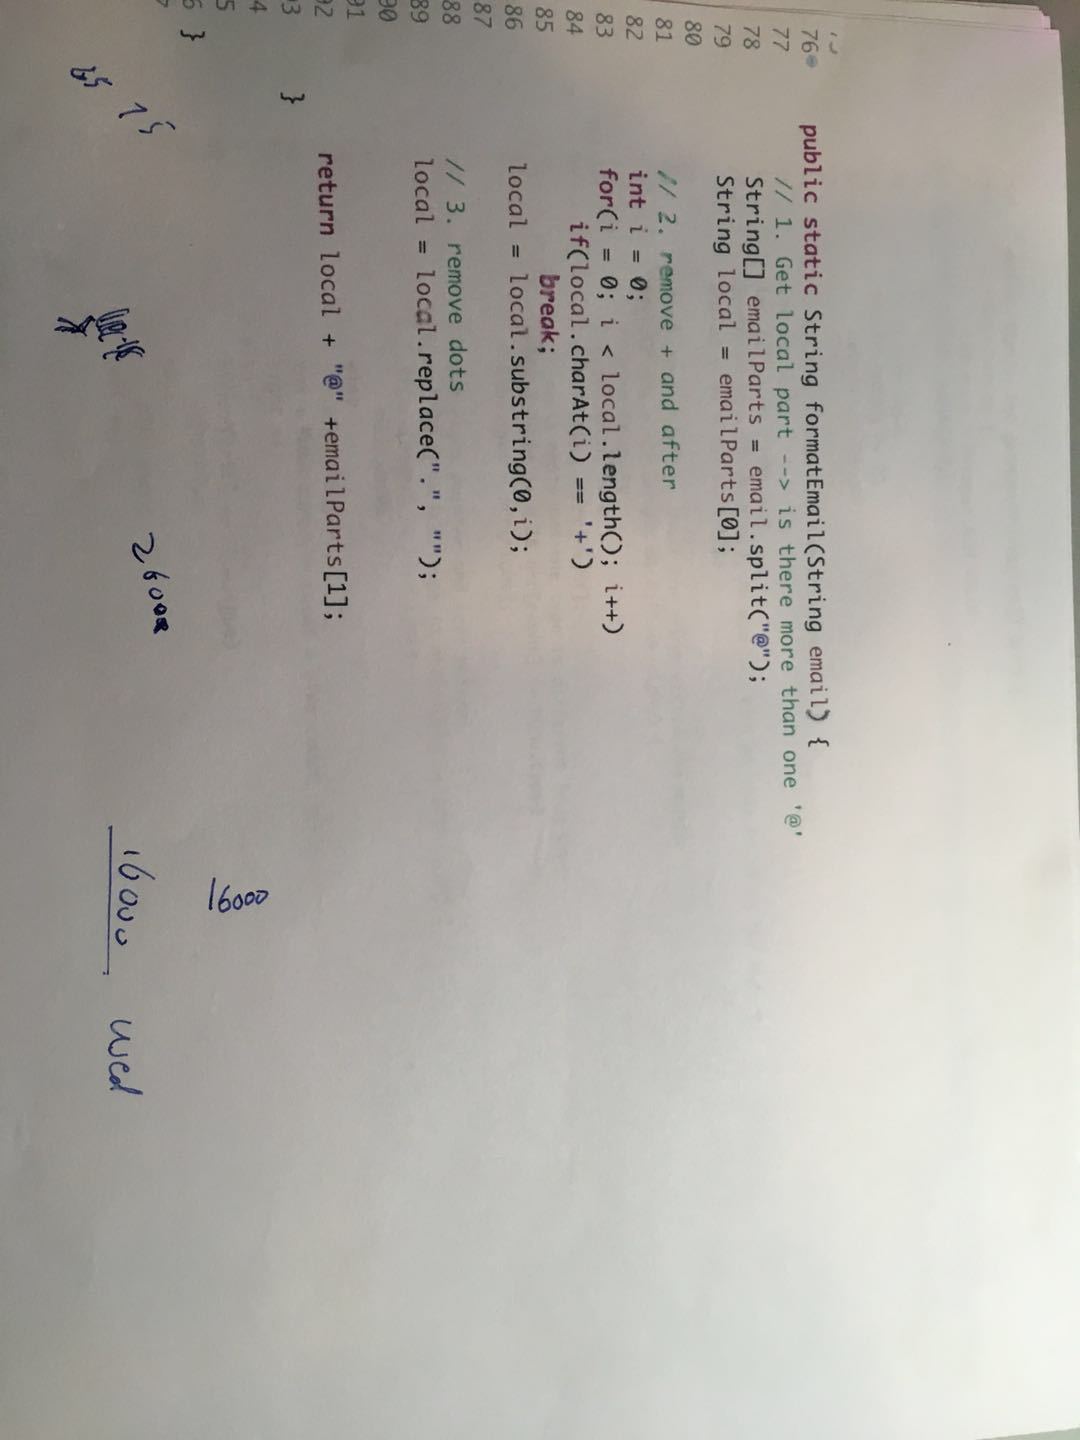 76 public static String formatEmail(String email) {
77 // 1. Get local part --> is there more than one '@'
78 String[] emailParts = email.split("@");
79 String local = emailParts[0];
80
81 // 2. remove + and after
82 int i = 0;
83 for(i = 0; i < local.length(); i++)
84 if(local.charAt(i) == '+')
85 break;
86 local = local.substring(0,i);
87
88 // 3. remove dots
89 local = local.replace(".", "");
90
91
92 return local + "@" +emailParts[1];
93 }
4
5
6 }
16000
16000 wed